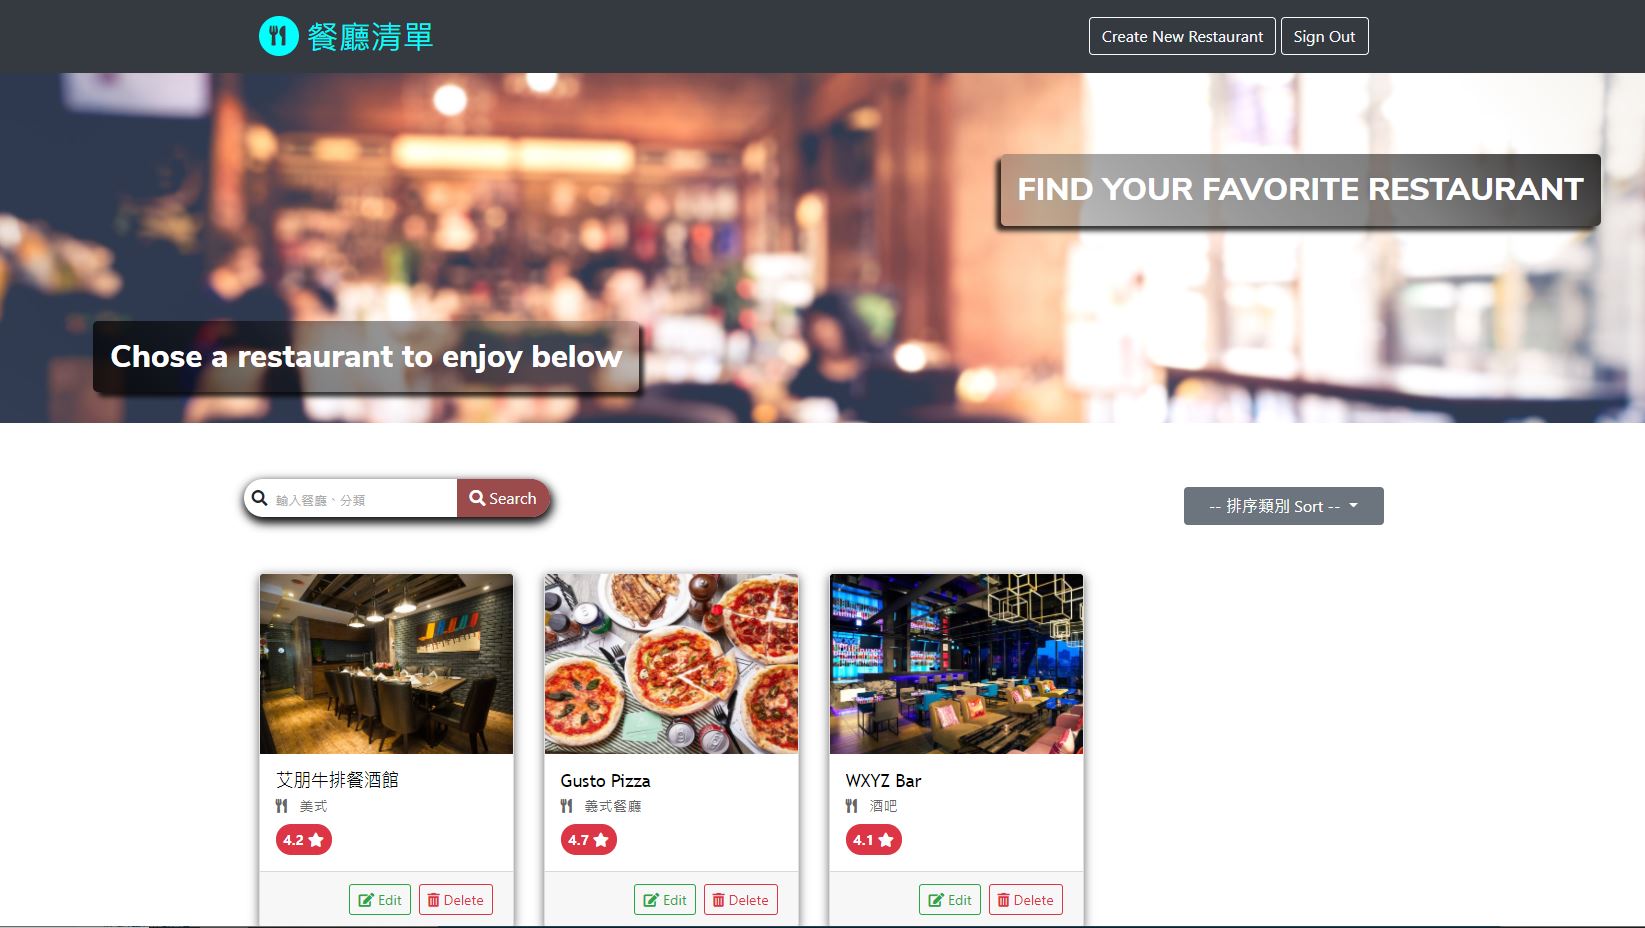 餐廳清單
Create New Restaurant
Sign Out
FIND YOUR FAVORITE RESTAURANT
Chose a restaurant to enjoy below
輸入餐廳、分類
Search
-- 排序類別 Sort --
艾朋牛排餐酒館
美式
4.2
Edit
Delete
Gusto Pizza
義式餐廳
4.7
Edit
Delete
WXYZ Bar
酒吧
4.1
Edit
Delete